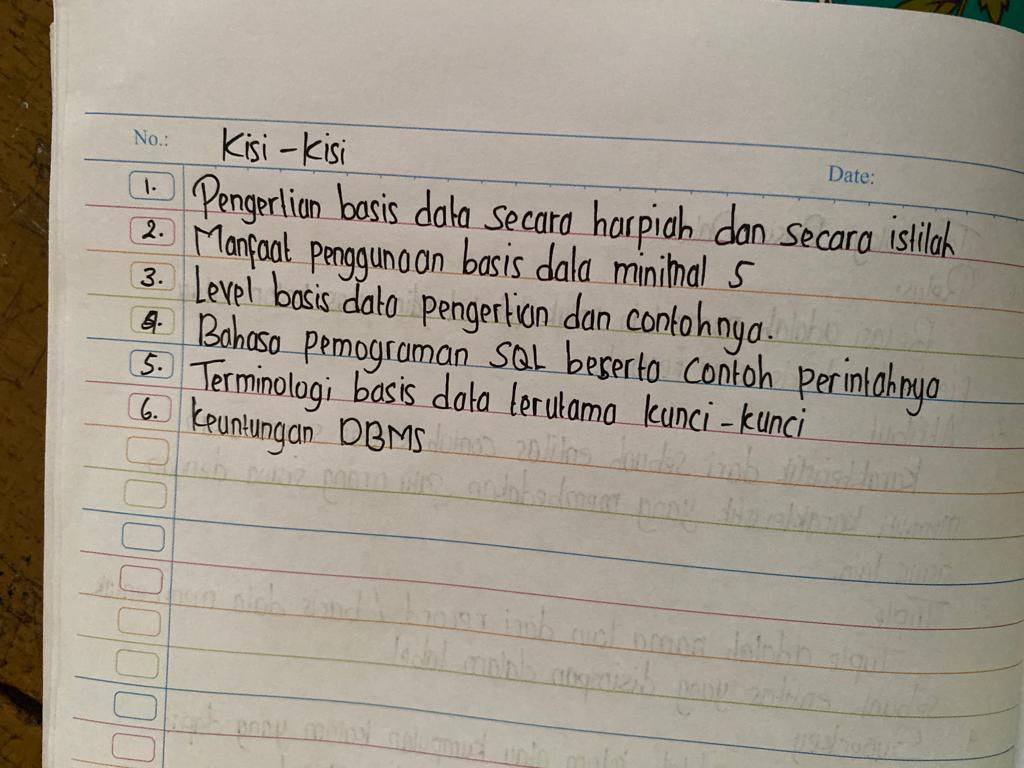 No.: Kisi - Kisi
Date:
1. Pengertian basis data secara harpiah dan secara istilah
2. Manfaat penggunaan basis data minimal 5
3. Level basis data pengertian dan contohnya.
4. Bahasa pemograman SQL beserta contoh perintahnya
5. Terminologi basis data terutama kunci - kunci
6. Keuntungan DBMS